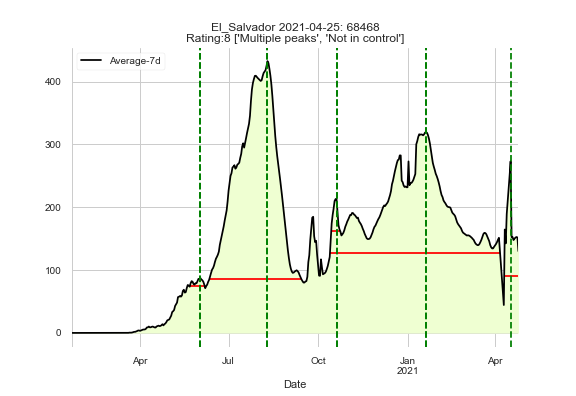 El_Salvador 2021-04-25: 68468
Rating:8 ['Multiple peaks', 'Not in control']
Average-7d
400
300
200
100
0
Apr
Jul
Oct
Jan
2021
Apr
Date